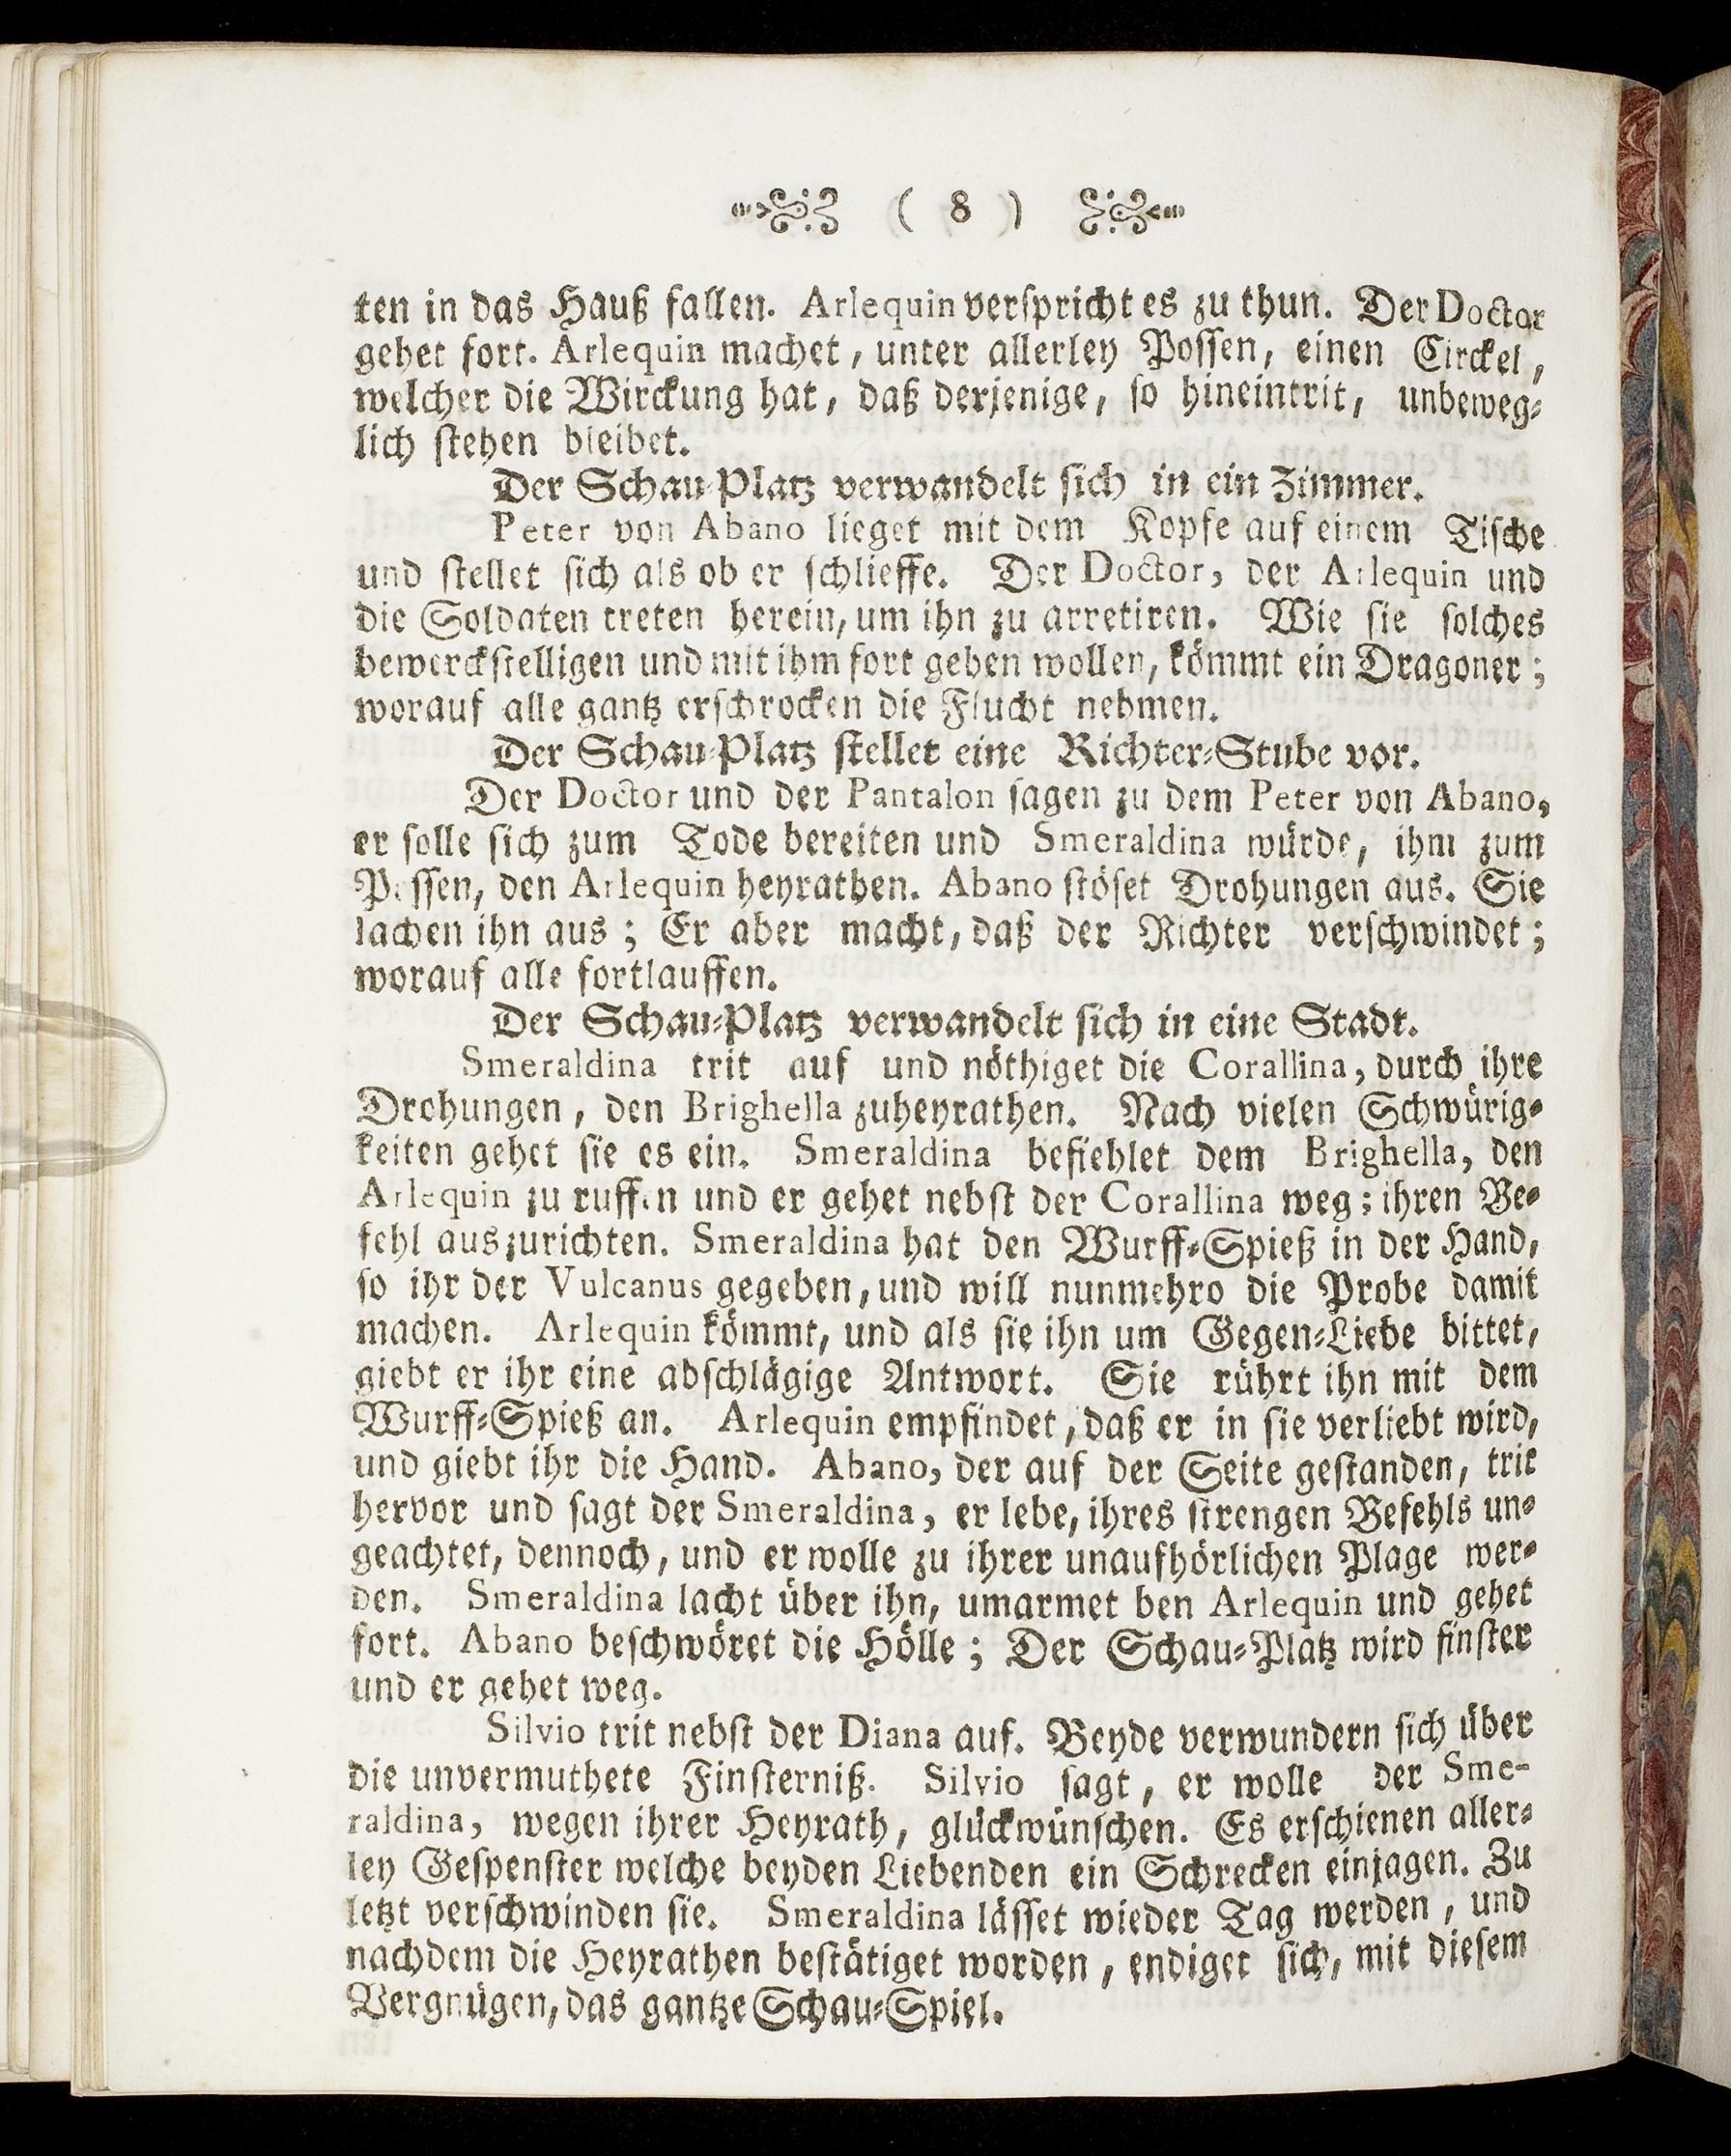 ( 8 )
ten in das Hauß fallen. Arlequin verspricht es zu thun. Der Doctor
gehet fort. Arlequin machet, unter allerley Possen, einen Circkel,
welcher die Wirckung hat, daß derjenige, so hineintrit, unbeweg-
lich stehen bleibet.
Der Schau-Platz verwandelt sich in ein Zimmer.
Peter von Abano lieget mit dem Kopfe auf einem Tische
und stellet sich als ob er schlieffe. Der Doctor, der Arlequin und
die Soldaten treten herein, um ihn zu arretiren. Wie sie solches
bewerckstelligen und mit ihm fort gehen wollen, kömmt ein Dragoner;
worauf alle gantz erschrocken die Flucht nehmen.
Der Schau-Platz stellet eine Richter-Stube vor.
Der Doctor und der Pantalon sagen zu dem Peter von Abano,
er solle sich zum Tode bereiten und Smeraldina würde, ihm zum
Possen, den Arlequin heyrathen. Abano stöset Drohungen aus. Sie
lachen ihn aus; Er aber macht, daß der Richter verschwindet;
worauf alle fortlauffen.
Der Schau-Platz verwandelt sich in eine Stadt.
Smeraldina trit auf und nöthiget die Corallina, durch ihre
Drohungen, den Brighella zuheyrathen. Nach vielen Schwürig-
keiten gehet sie es ein. Smeraldina befiehlet dem Brighella, den
Arlequin zu ruffen und er gehet nebst der Corallina weg; ihren Be-
fehl auszurichten. Smeraldina hat den Wurff-Spieß in der Hand,
so ihr der Vulcanus gegeben, und will nunmehro die Probe damit
machen. Arlequin kömmt, und als sie ihn um Gegen-Liebe bittet,
giebt er ihr eine abschlägige Antwort. Sie rührt ihn mit dem
Wurff-Spieß an. Arlequin empfindet, daß er in sie verliebt wird,
und giebt ihr die Hand. Abano, der auf der Seite gestanden, trit
hervor und sagt der Smeraldina, er lebe, ihres strengen Befehls un-
geachtet, dennoch, und er wolle zu ihrer unaufhörlichen Plage wer-
den. Smeraldina lacht über ihn, umarmet ben Arlequin und gehet
fort. Abano beschwöret die Hölle; Der Schau-Platz wird finster
und er gehet weg.
Silvio trit nebst der Diana auf. Beyde verwundern sich über
die unvermuthete Finsterniß. Silvio sagt, er wolle der Sme-
raldina, wegen ihrer Heyrath, glückwünschen. Es erschienen aller-
ley Gespenster welche beyden Liebenden ein Schrecken einjagen. Zu
letzt verschwinden sie. Smeraldina lässet wieder Tag werden, und
nachdem die Heyrathen bestätiget worden, endiget sich, mit diesem
Vergnügen, das gantze Schau-Spiel.